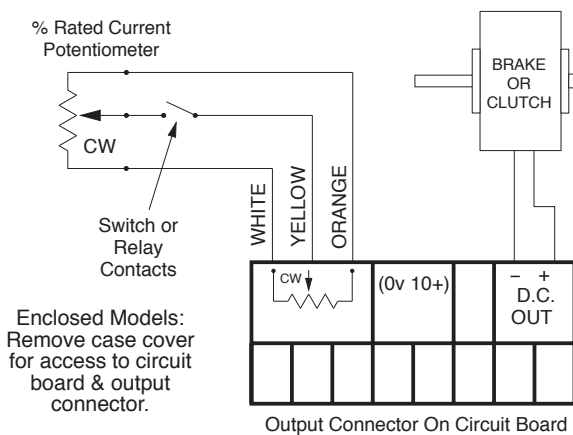 % Rated Current
Potentiometer
CW
Switch or
Relay
Contacts
WHITE
YELLOW
ORANGE
BRAKE
OR
CLUTCH
CW
(0v 10+)
– +
D.C.
OUT
Enclosed Models:
Remove case cover
for access to circuit
board & output
connector.
Output Connector On Circuit Board